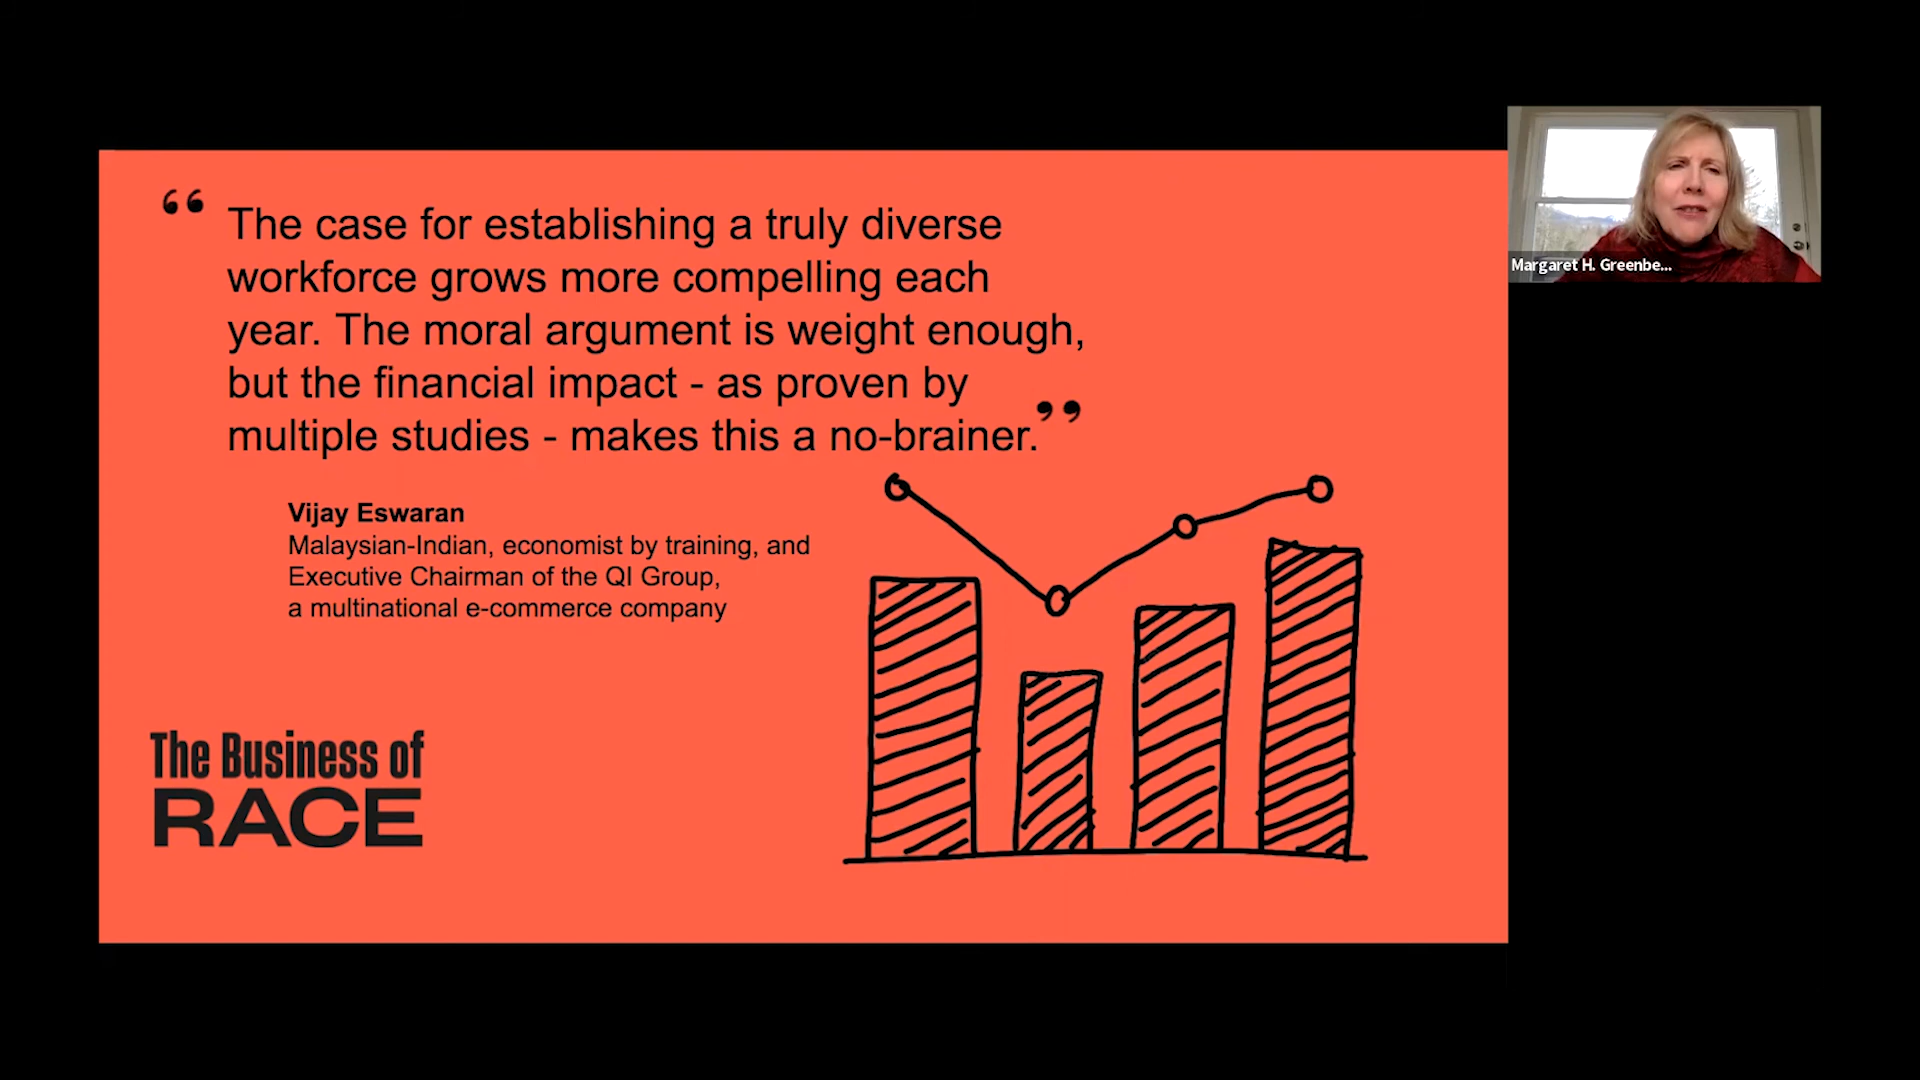 “ The case for establishing a truly diverse
workforce grows more compelling each
year. The moral argument is weight enough,
but the financial impact - as proven by
multiple studies - makes this a no-brainer.”
Vijay Eswaran
Malaysian-Indian, economist by training, and
Executive Chairman of the QI Group,
a multinational e-commerce company
The Business of
RACE
Margaret H. Greenbe...